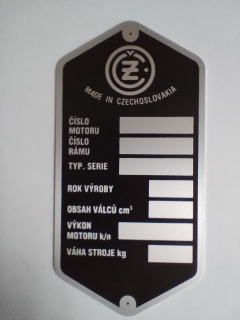 ČZ
MADE IN CZECHOSLOVAKIA
ČÍSLO
MOTORU
ČÍSLO
RÁMU
TYP. SERIE
ROK VÝROBY
OBSAH VÁLCŮ cm³
VÝKON
MOTORU k/n
VÁHA STROJE kg